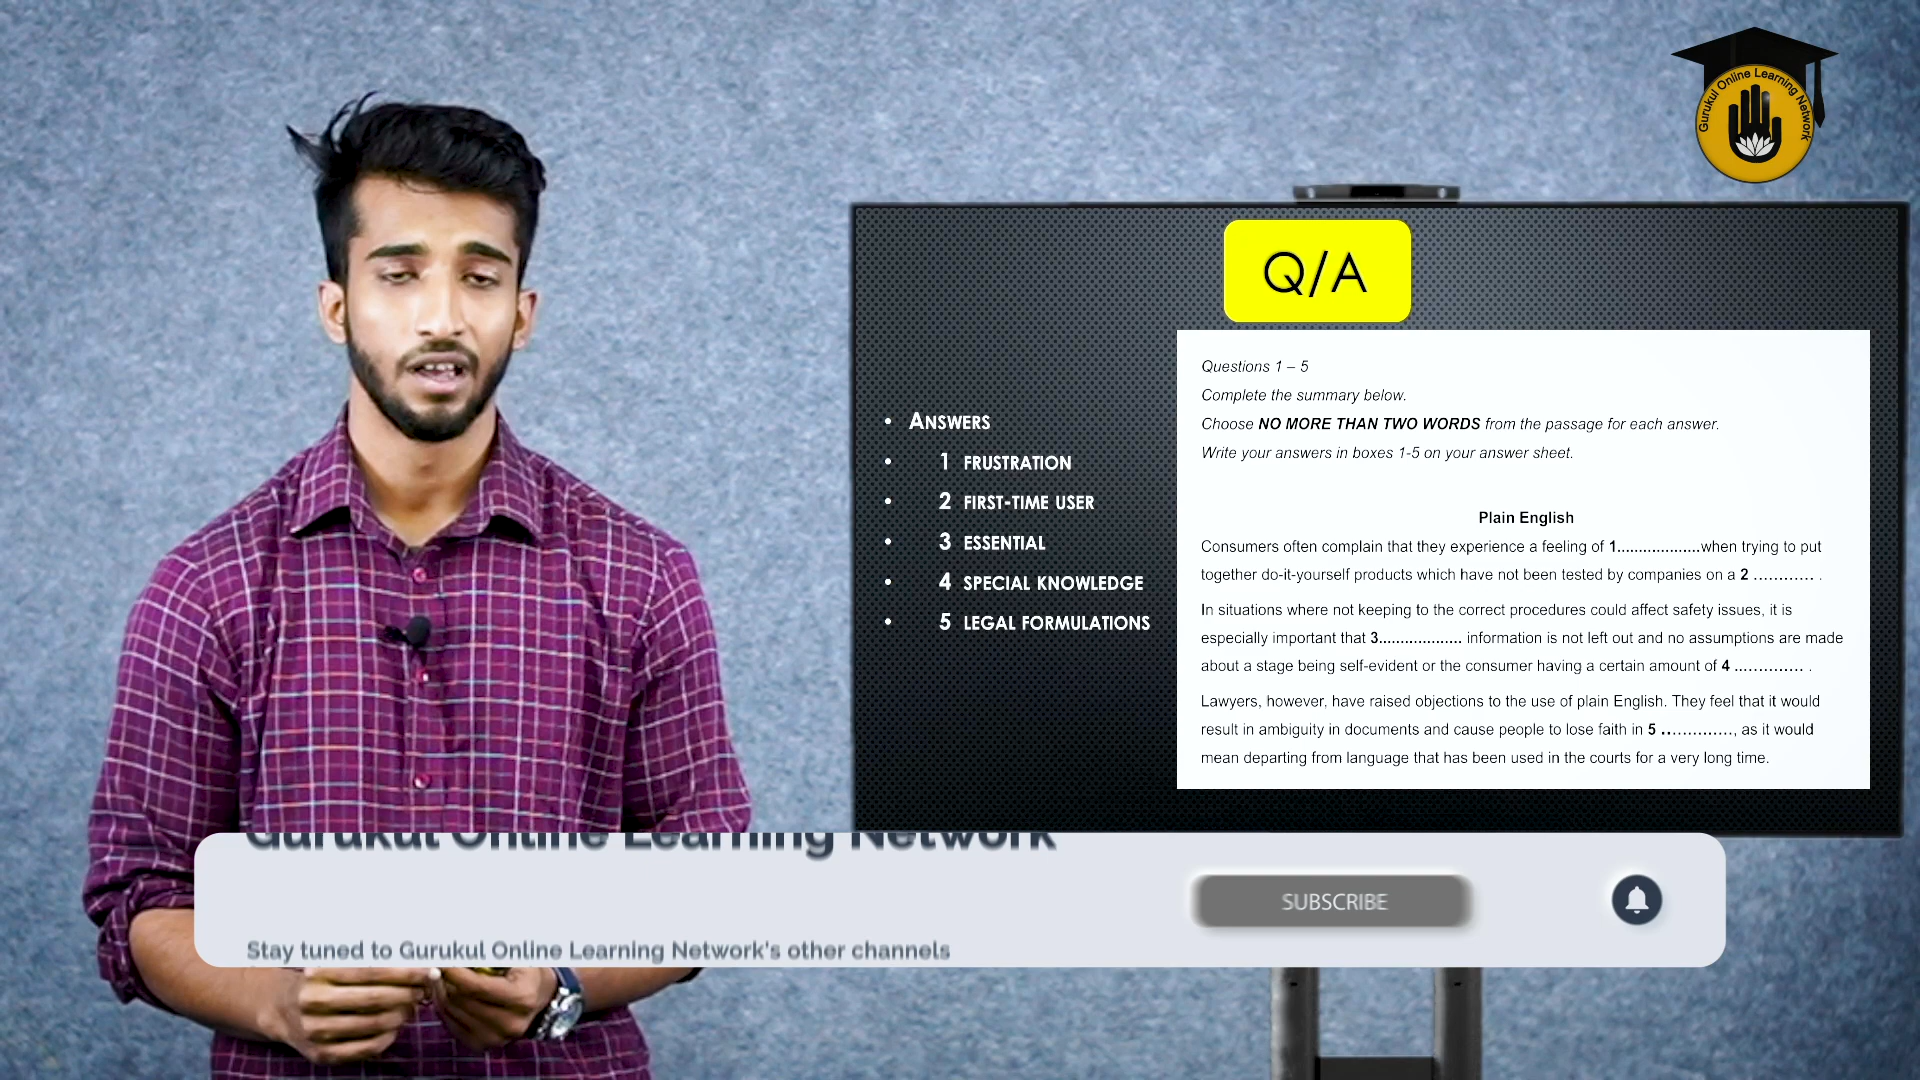 Gurukul Online Learning Network
Q/A
• ANSWERS
• 1 FRUSTRATION
• 2 FIRST-TIME USER
• 3 ESSENTIAL
• 4 SPECIAL KNOWLEDGE
• 5 LEGAL FORMULATIONS
Questions 1 – 5
Complete the summary below.
Choose NO MORE THAN TWO WORDS from the passage for each answer.
Write your answers in boxes 1-5 on your answer sheet.
Plain English
Consumers often complain that they experience a feeling of 1..................when trying to put
together do-it-yourself products which have not been tested by companies on a 2 ………… .
In situations where not keeping to the correct procedures could affect safety issues, it is
especially important that 3.................. information is not left out and no assumptions are made
about a stage being self-evident or the consumer having a certain amount of 4 ..………… .
Lawyers, however, have raised objections to the use of plain English. They feel that it would
result in ambiguity in documents and cause people to lose faith in 5 ..…………, as it would
mean departing from language that has been used in the courts for a very long time.
Gurukul Online Learning Network
SUBSCRIBE
Stay tuned to Gurukul Online Learning Network's other channels